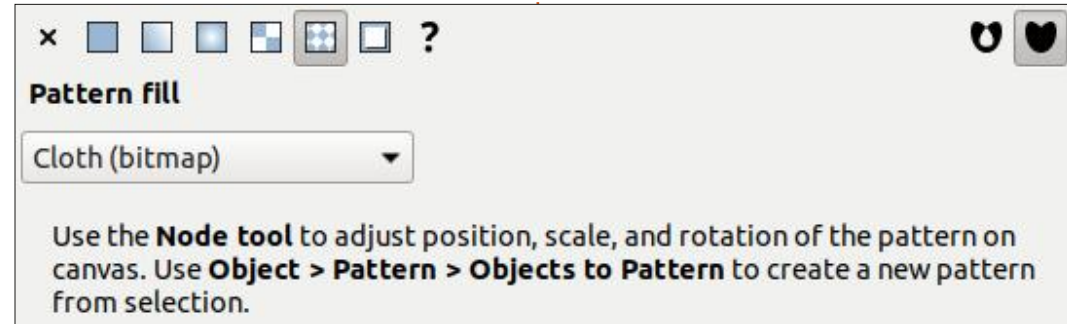 × ?
Pattern fill
Cloth (bitmap)
Use the Node tool to adjust position, scale, and rotation of the pattern on
canvas. Use Object > Pattern > Objects to Pattern to create a new pattern
from selection.